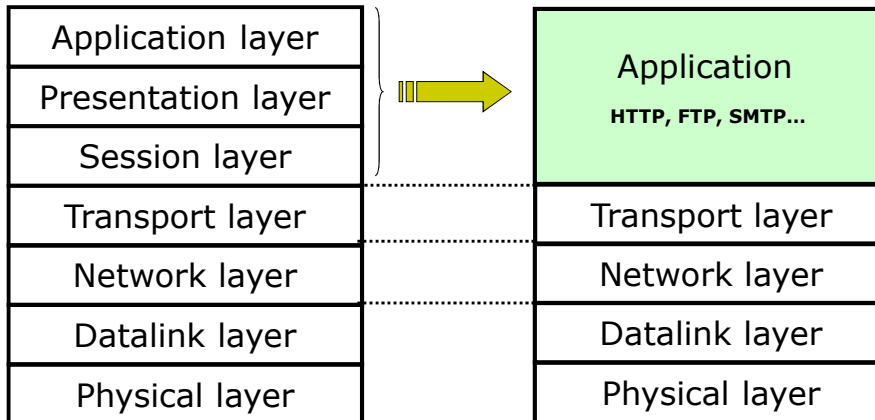 Application layer
Presentation layer
Session layer
Transport layer
Network layer
Datalink layer
Physical layer
Application
HTTP, FTP, SMTP...
Transport layer
Network layer
Datalink layer
Physical layer